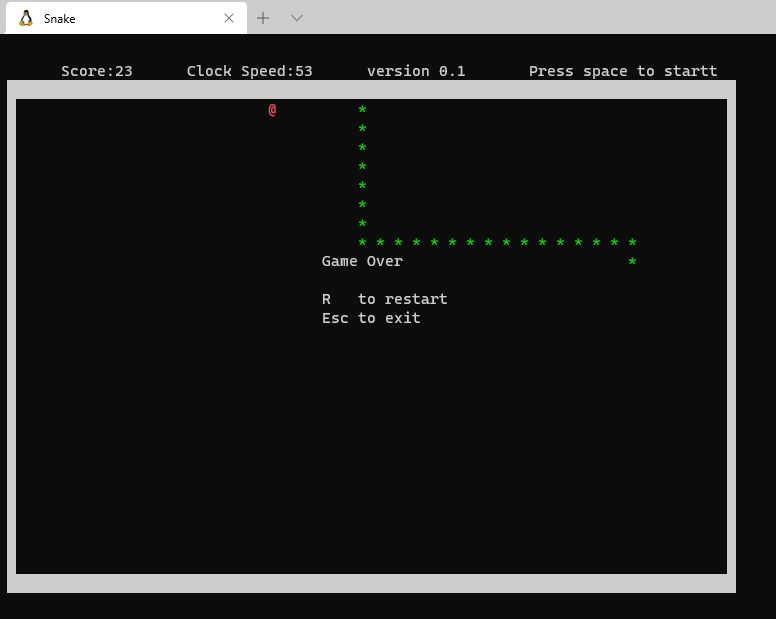 Snake
Score:23 Clock Speed:53 version 0.1 Press space to startt
@ *
*
*
*
*
*
*
* * * * * * * * * * * * * * * *
Game Over *
R to restart
Esc to exit